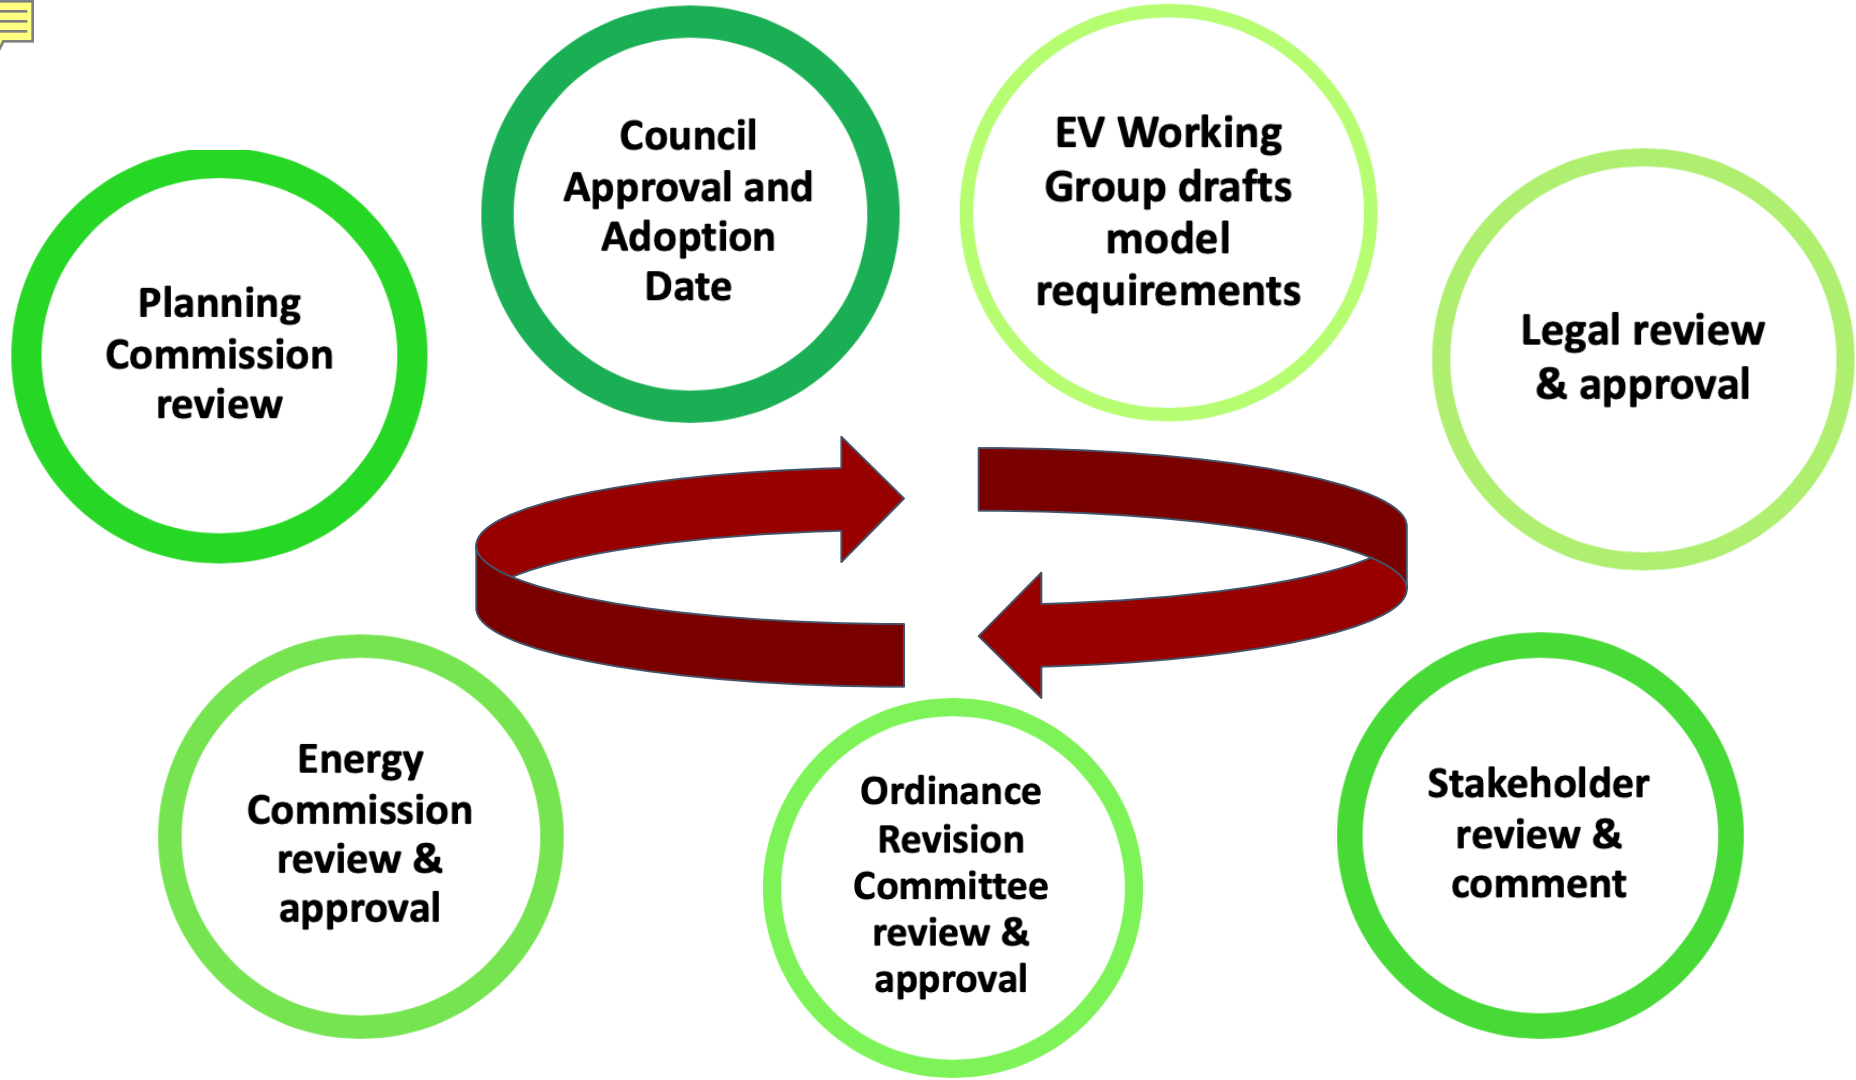 Council
Approval and
Adoption
Date
EV Working
Group drafts
model
requirements
Planning
Commission
review
Legal review
& approval
Energy
Commission
review &
approval
Ordinance
Revision
Committee
review &
approval
Stakeholder
review &
comment